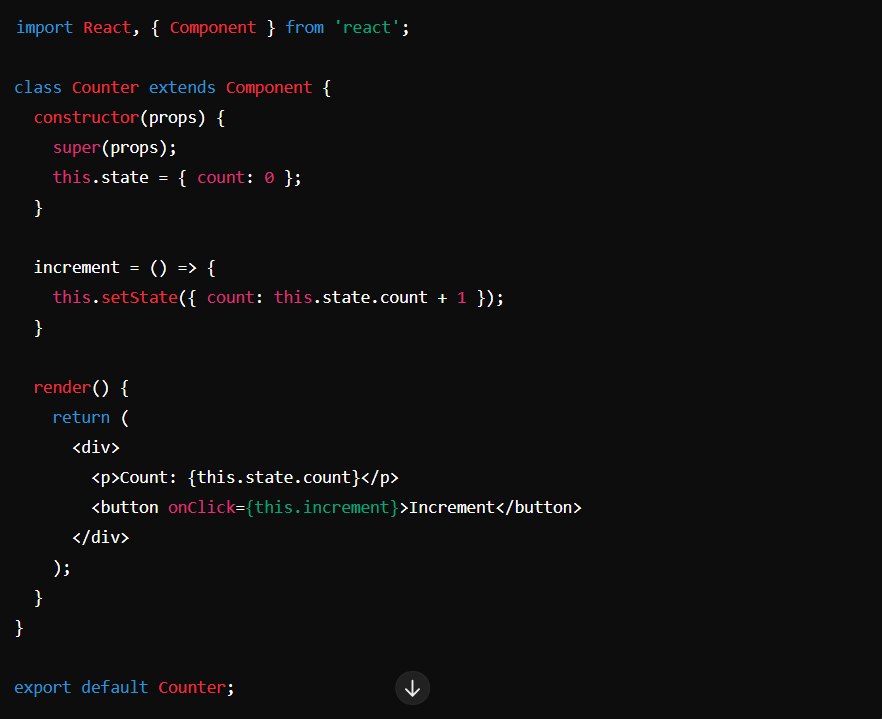 import React, { Component } from 'react';
class Counter extends Component {
constructor(props) {
super(props);
this.state = { count: 0 };
}
increment = () => {
this.setState({ count: this.state.count + 1 });
}
render() {
return (
<div>
<p>Count: {this.state.count}</p>
<button onClick={this.increment}>Increment</button>
</div>
);
}
}
export default Counter;